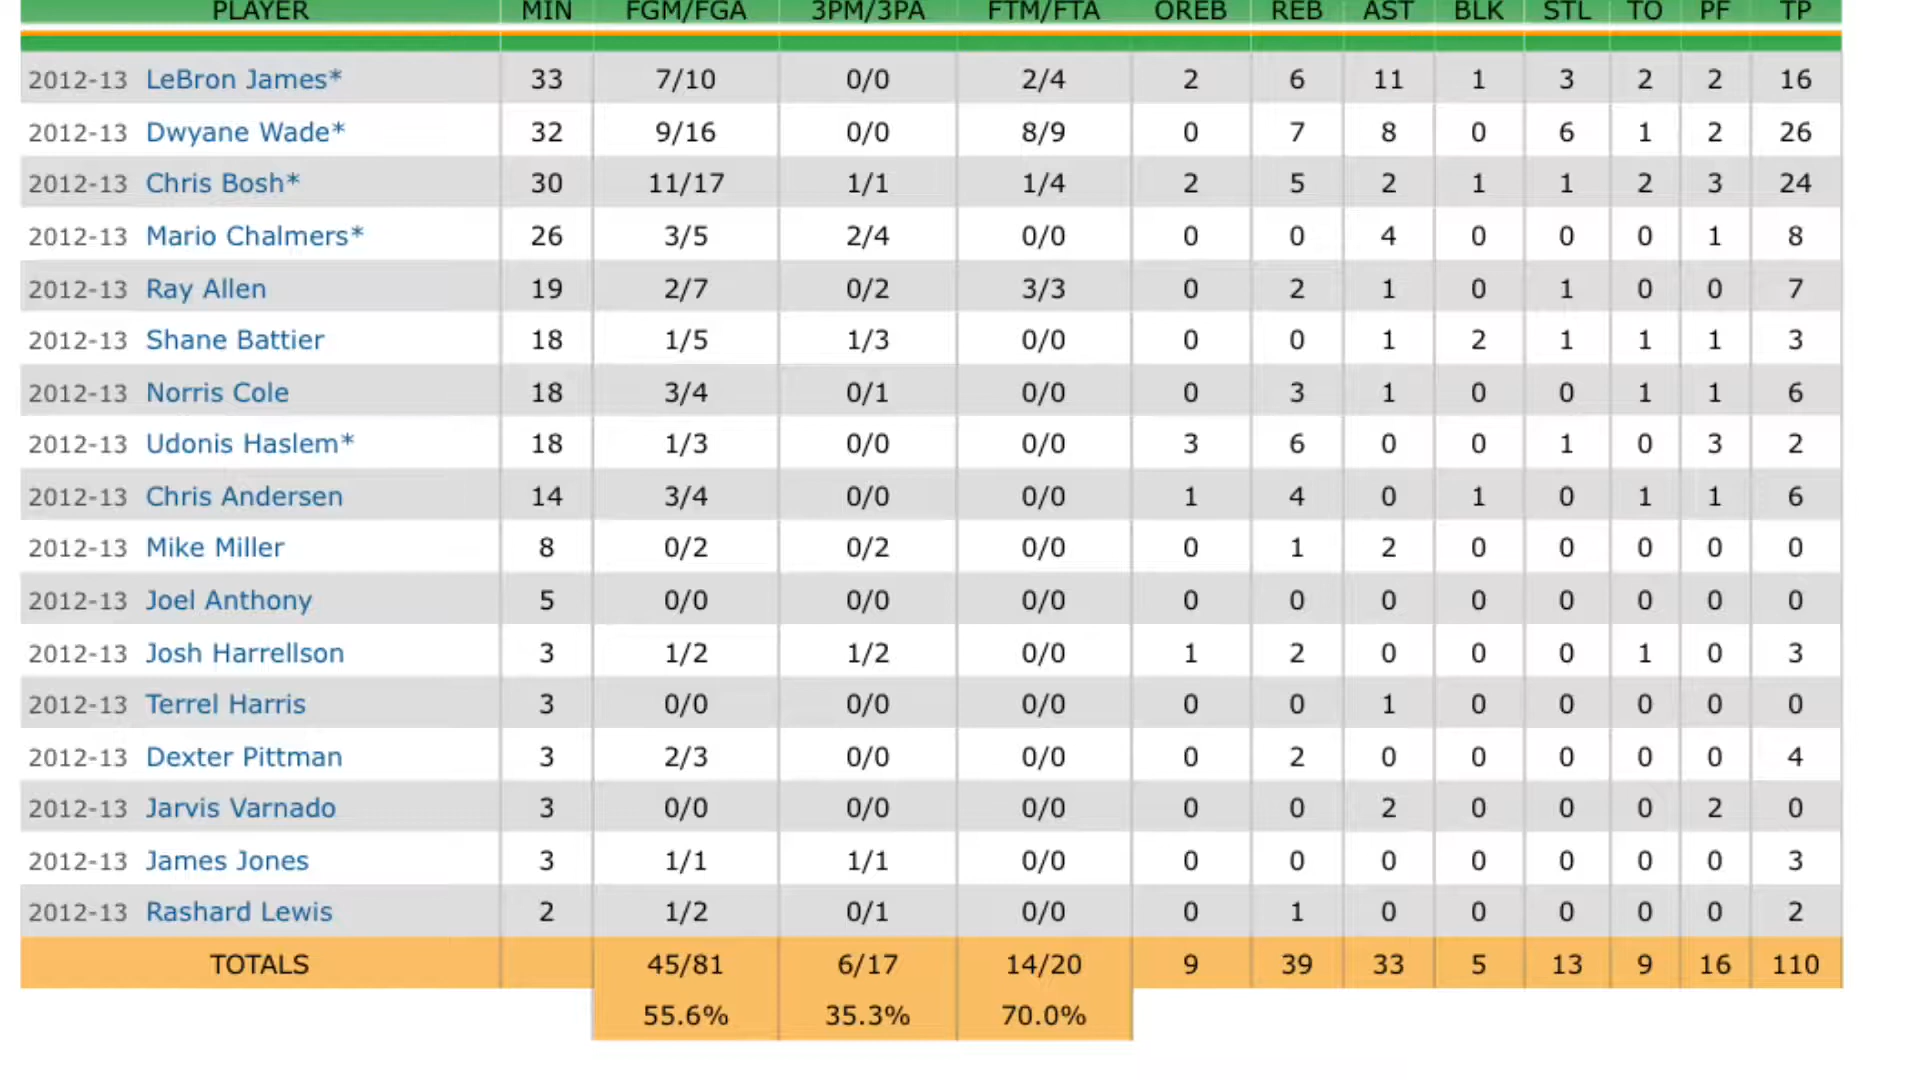 PLAYER MIN FGM/FGA 3PM/3PA FTM/FTA OREB REB AST BLK STL TO PF TP
2012-13 LeBron James* 33 7/10 0/0 2/4 2 6 11 1 3 2 2 16
2012-13 Dwyane Wade* 32 9/16 0/0 8/9 0 7 8 0 6 1 2 26
2012-13 Chris Bosh* 30 11/17 1/1 1/4 2 5 2 1 1 2 3 24
2012-13 Mario Chalmers* 26 3/5 2/4 0/0 0 0 4 0 0 0 1 8
2012-13 Ray Allen 19 2/7 0/2 3/3 0 2 1 0 1 0 0 7
2012-13 Shane Battier 18 1/5 1/3 0/0 0 0 1 2 1 1 1 3
2012-13 Norris Cole 18 3/4 0/1 0/0 0 3 1 0 0 1 1 6
2012-13 Udonis Haslem* 18 1/3 0/0 0/0 3 6 0 0 1 0 3 2
2012-13 Chris Andersen 14 3/4 0/0 0/0 1 4 0 1 0 1 1 6
2012-13 Mike Miller 8 0/2 0/2 0/0 0 1 2 0 0 0 0 0
2012-13 Joel Anthony 5 0/0 0/0 0/0 0 0 0 0 0 0 0 0
2012-13 Josh Harrellson 3 1/2 1/2 0/0 1 2 0 0 0 1 0 3
2012-13 Terrel Harris 3 0/0 0/0 0/0 0 0 1 0 0 0 0 0
2012-13 Dexter Pittman 3 2/3 0/0 0/0 0 2 0 0 0 0 0 4
2012-13 Jarvis Varnado 3 0/0 0/0 0/0 0 0 2 0 0 0 2 0
2012-13 James Jones 3 1/1 1/1 0/0 0 0 0 0 0 0 0 3
2012-13 Rashard Lewis 2 1/2 0/1 0/0 0 1 0 0 0 0 0 2
TOTALS 45/81 6/17 14/20 9 39 33 5 13 9 16 110
55.6% 35.3% 70.0%